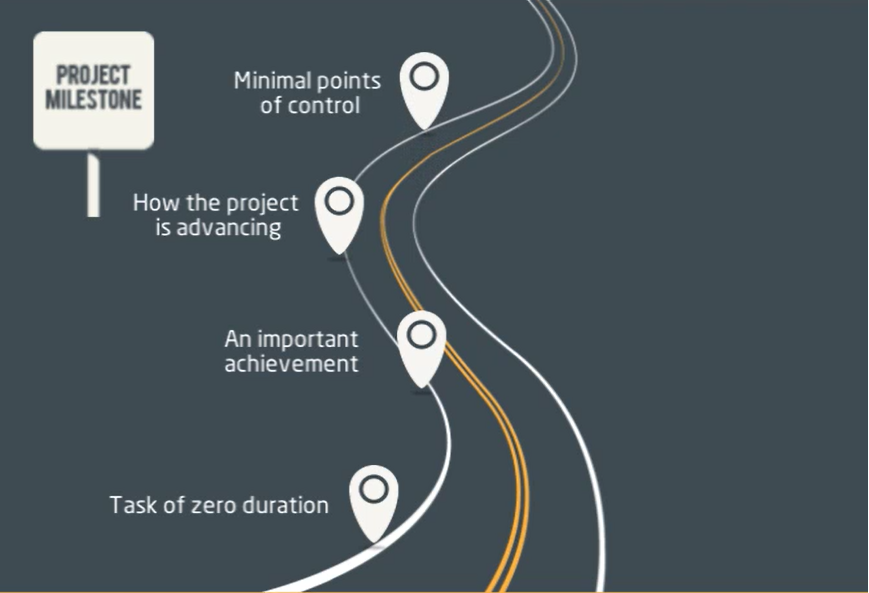 PROJECT
MILESTONE
Minimal points
of control
How the project
is advancing
An important
achievement
Task of zero duration